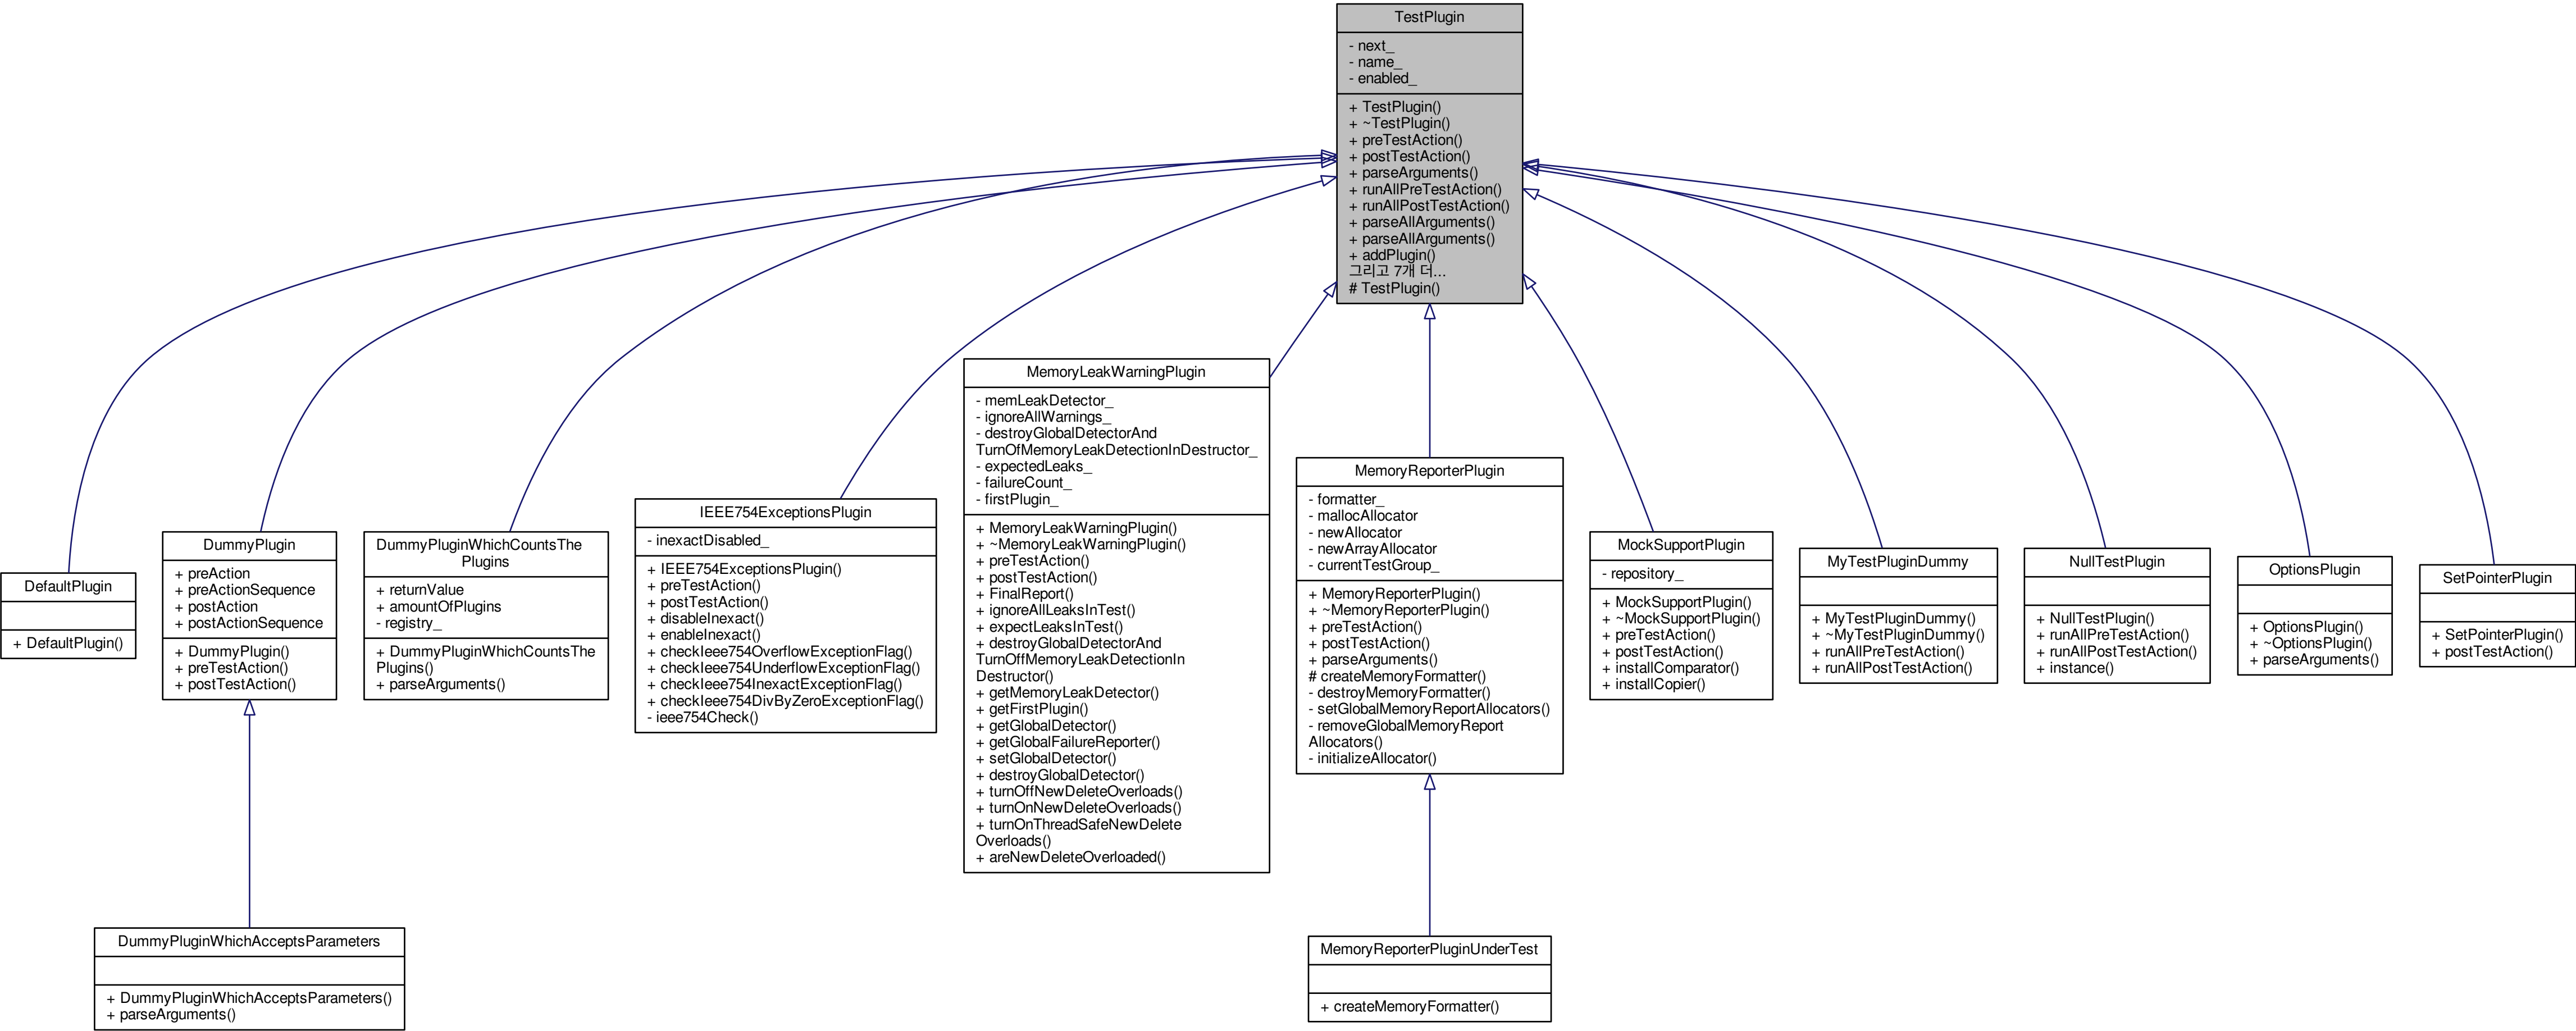 TestPlugin
- next_
- name_
- enabled_
+ TestPlugin()
+ ~TestPlugin()
+ preTestAction()
+ postTestAction()
+ parseArguments()
+ runAllPreTestAction()
+ runAllPostTestAction()
+ parseAllArguments()
+ parseAllArguments()
+ addPlugin()
그리고 7개 더...
# TestPlugin()
DefaultPlugin
+ DefaultPlugin()
DummyPlugin
+ preAction
+ preActionSequence
+ postAction
+ postActionSequence
+ DummyPlugin()
+ preTestAction()
+ postTestAction()
DummyPluginWhichCountsThe
Plugins
+ returnValue
+ amountOfPlugins
- registry_
+ DummyPluginWhichCountsThe
Plugins()
+ parseArguments()
IEEE754ExceptionsPlugin
- inexactDisabled_
+ IEEE754ExceptionsPlugin()
+ preTestAction()
+ postTestAction()
+ disableInexact()
+ enableInexact()
+ checkIeee754OverflowExceptionFlag()
+ checkIeee754UnderflowExceptionFlag()
+ checkIeee754InexactExceptionFlag()
+ checkIeee754DivByZeroExceptionFlag()
- ieee754Check()
MemoryLeakWarningPlugin
- memLeakDetector_
- ignoreAllWarnings_
- destroyGlobalDetectorAnd
TurnOfMemoryLeakDetectionInDestructor_
- expectedLeaks_
- failureCount_
- firstPlugin_
+ MemoryLeakWarningPlugin()
+ ~MemoryLeakWarningPlugin()
+ preTestAction()
+ postTestAction()
+ FinalReport()
+ ignoreAllLeaksInTest()
+ expectLeaksInTest()
+ destroyGlobalDetectorAnd
TurnOffMemoryLeakDetectionIn
Destructor()
+ getMemoryLeakDetector()
+ getFirstPlugin()
+ getGlobalDetector()
+ getGlobalFailureReporter()
+ setGlobalDetector()
+ destroyGlobalDetector()
+ turnOffNewDeleteOverloads()
+ turnOnNewDeleteOverloads()
+ turnOnThreadSafeNewDelete
Overloads()
+ areNewDeleteOverloaded()
MemoryReporterPlugin
- formatter_
- mallocAllocator
- newAllocator
- newArrayAllocator
- currentTestGroup_
+ MemoryReporterPlugin()
+ ~MemoryReporterPlugin()
+ preTestAction()
+ postTestAction()
+ parseArguments()
# createMemoryFormatter()
- destroyMemoryFormatter()
- setGlobalMemoryReportAllocators()
- removeGlobalMemoryReport
Allocators()
- initializeAllocator()
MockSupportPlugin
- repository_
+ MockSupportPlugin()
+ ~MockSupportPlugin()
+ preTestAction()
+ postTestAction()
+ installComparator()
+ installCopier()
MyTestPluginDummy
+ MyTestPluginDummy()
+ ~MyTestPluginDummy()
+ runAllPreTestAction()
+ runAllPostTestAction()
NullTestPlugin
+ NullTestPlugin()
+ runAllPreTestAction()
+ runAllPostTestAction()
+ instance()
OptionsPlugin
+ OptionsPlugin()
+ ~OptionsPlugin()
+ parseArguments()
SetPointerPlugin
+ SetPointerPlugin()
+ postTestAction()
DummyPluginWhichAcceptsParameters
+ DummyPluginWhichAcceptsParameters()
+ parseArguments()
MemoryReporterPluginUnderTest
+ createMemoryFormatter()